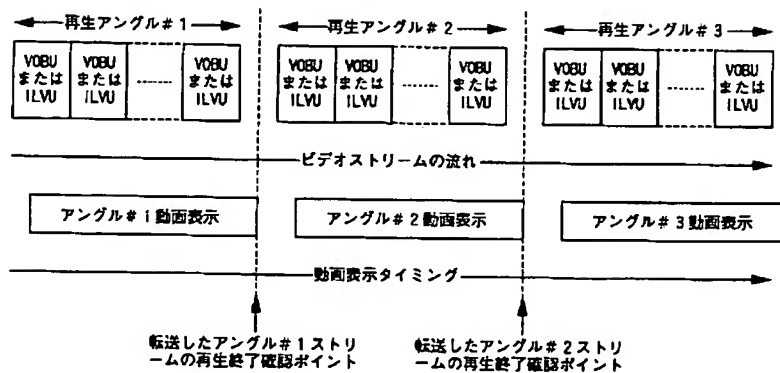 再生アングル#1
再生アングル#2
再生アングル#3
VOBU
または
ILVU
VOBU
または
ILVU
VOBU
または
ILVU
VOBU
または
ILVU
VOBU
または
ILVU
VOBU
または
ILVU
VOBU
または
ILVU
VOBU
または
ILVU
VOBU
または
ILVU
ビデオストリームの流れ
アングル#1動画表示
アングル#2動画表示
アングル#3動画表示
動画表示タイミング
転送したアングル#1ストリ
ームの再生終了確認ポイント
転送したアングル#2ストリ
ームの再生終了確認ポイント